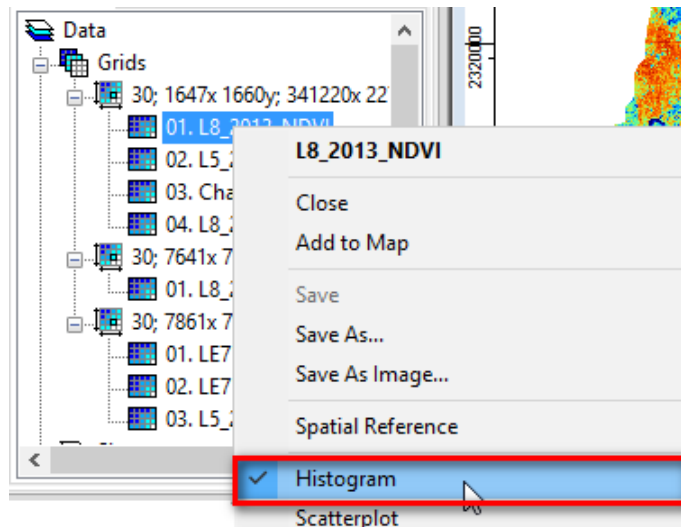 Data
Grids
30; 1647x 1660y; 341220x 22
01. L8_2013_NDVI
02. L5_
03. Cha
04. L8_
30; 7641x 7
01. L8_
30; 7861x 7
01. LE7
02. LE7
03. L5_
2320000
L8_2013_NDVI
Close
Add to Map
Save
Save As...
Save As Image...
Spatial Reference
Histogram
Scatterplot